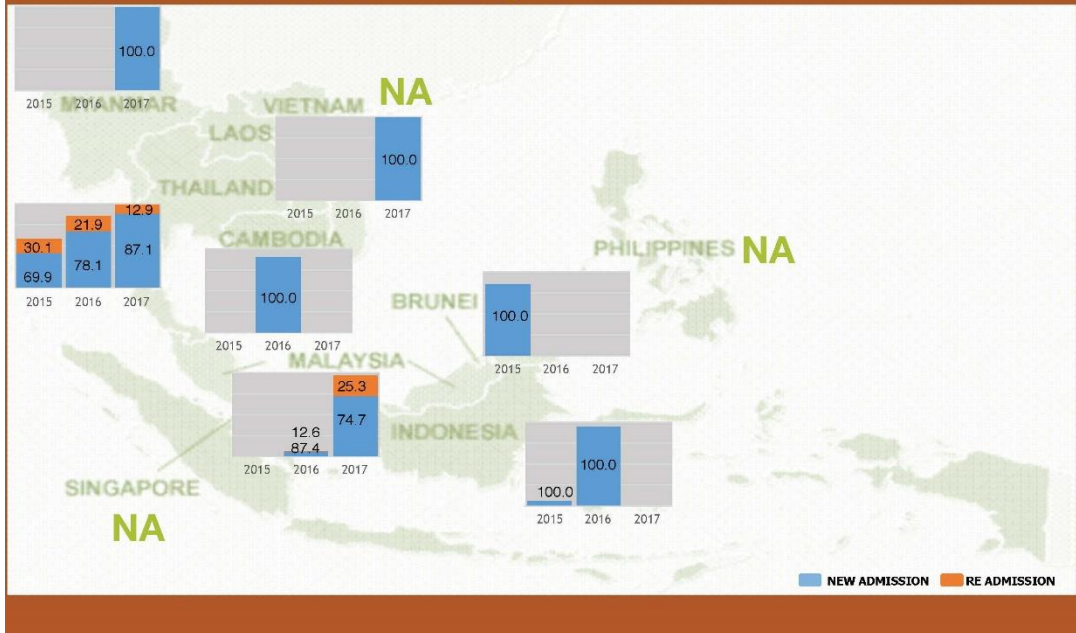 100.0
2015 2016 2017
MYANMAR
VIETNAM
NA
LAOS
100.0
2015 2016 2017
THAILAND
30.1 21.9 12.9
69.9 78.1 87.1
2015 2016 2017
CAMBODIA
100.0
2015 2016 2017
PHILIPPINES
NA
BRUNEI
100.0
2015 2016 2017
MALAYSIA
12.6 25.3
87.4 74.7
2015 2016 2017
INDONESIA
100.0 100.0
2015 2016 2017
SINGAPORE
NA
NEW ADMISSION RE ADMISSION